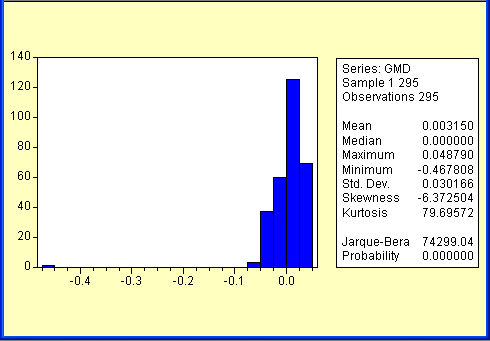 140
120
100
80
60
40
20
0
-0.4 -0.3 -0.2 -0.1 0.0
Series: GMD
Sample 1 295
Observations 295
Mean 0.003150
Median 0.000000
Maximum 0.048790
Minimum -0.467808
Std. Dev. 0.030166
Skewness -6.372504
Kurtosis 79.69572
Jarque-Bera 74299.04
Probability 0.000000